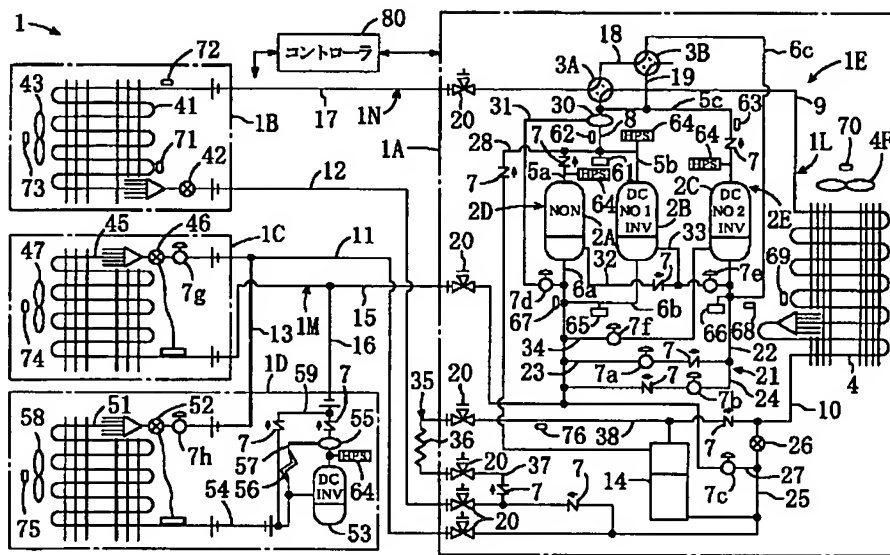 1
80
コントローラ
72
1B
43
41
71
42
73
17
1N
12
1A
20
18
3A
3B
19
6c
1E
5c
63
9
31
30
8
62
HPS
64
28
7
7
5a
61
HPS
64
5b
64
HPS
7
1L
70
4F
2D
NON
2A
DC
NO 1
INV
2B
2C
DC
NO 2
INV
2E
45
46
1C
47
7g
11
74
13
1M
15
16
20
33
7
7e
32
7d
6a
67
65
6b
66
68
69
7f
34
23
7a
7
22
21
24
7
7b
4
10
1D
59
58
51
52
7h
7
7
55
57
56
HPS
64
DC
INV
53
54
75
35
20
36
76
38
7
26
20
37
7
7
14
7c
27
25
20